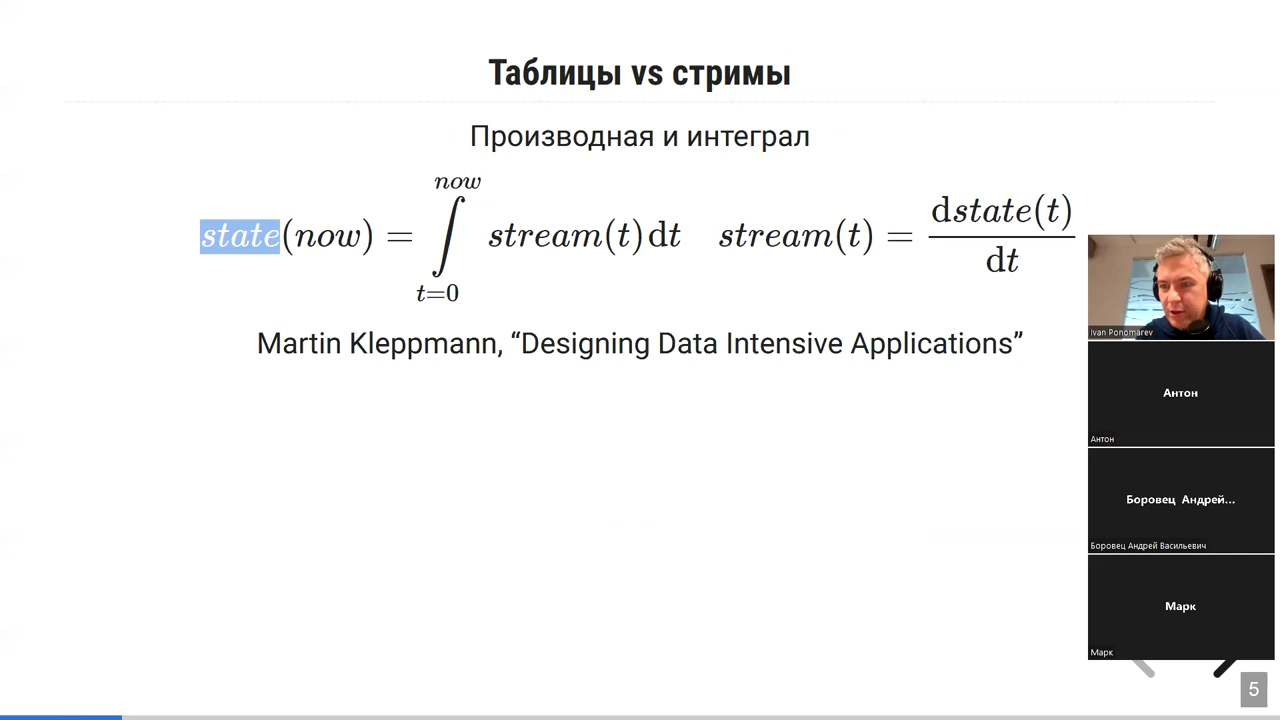 Таблицы vs стримы
Производная и интеграл
state(now) = ∫_{t=0}^{now} stream(t) dt stream(t) = dstate(t)/dt
Martin Kleppmann, “Designing Data Intensive Applications”
Ivan Ponomarev
Антон
Антон
Боровец Андрей...
Боровец Андрей Васильевич
Марк
Марк
5